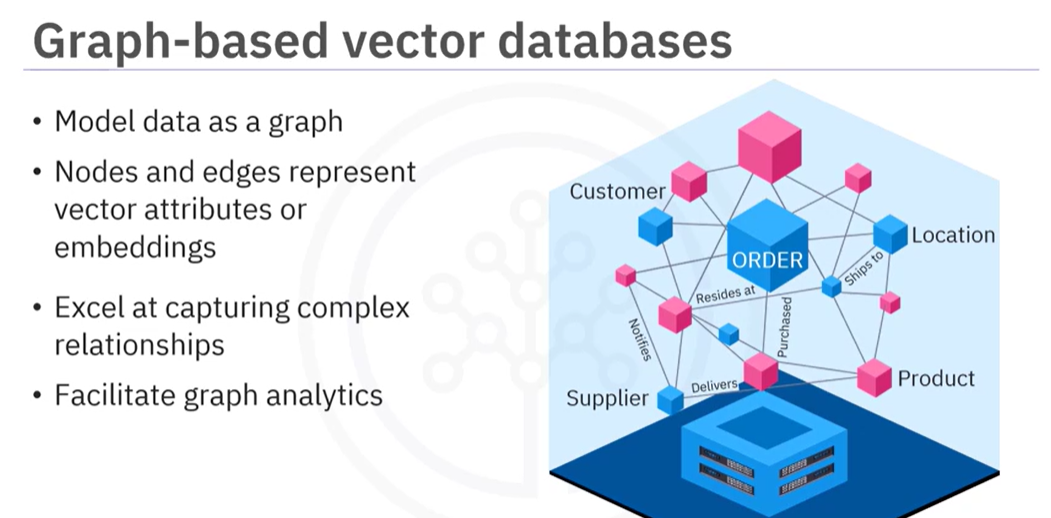 Graph-based vector databases
• Model data as a graph
• Nodes and edges represent
vector attributes or
embeddings
• Excel at capturing complex
relationships
• Facilitate graph analytics
Customer
ORDER
Location
Ships to
Resides at
Purchased
Notifies
Delivers
Supplier
Product